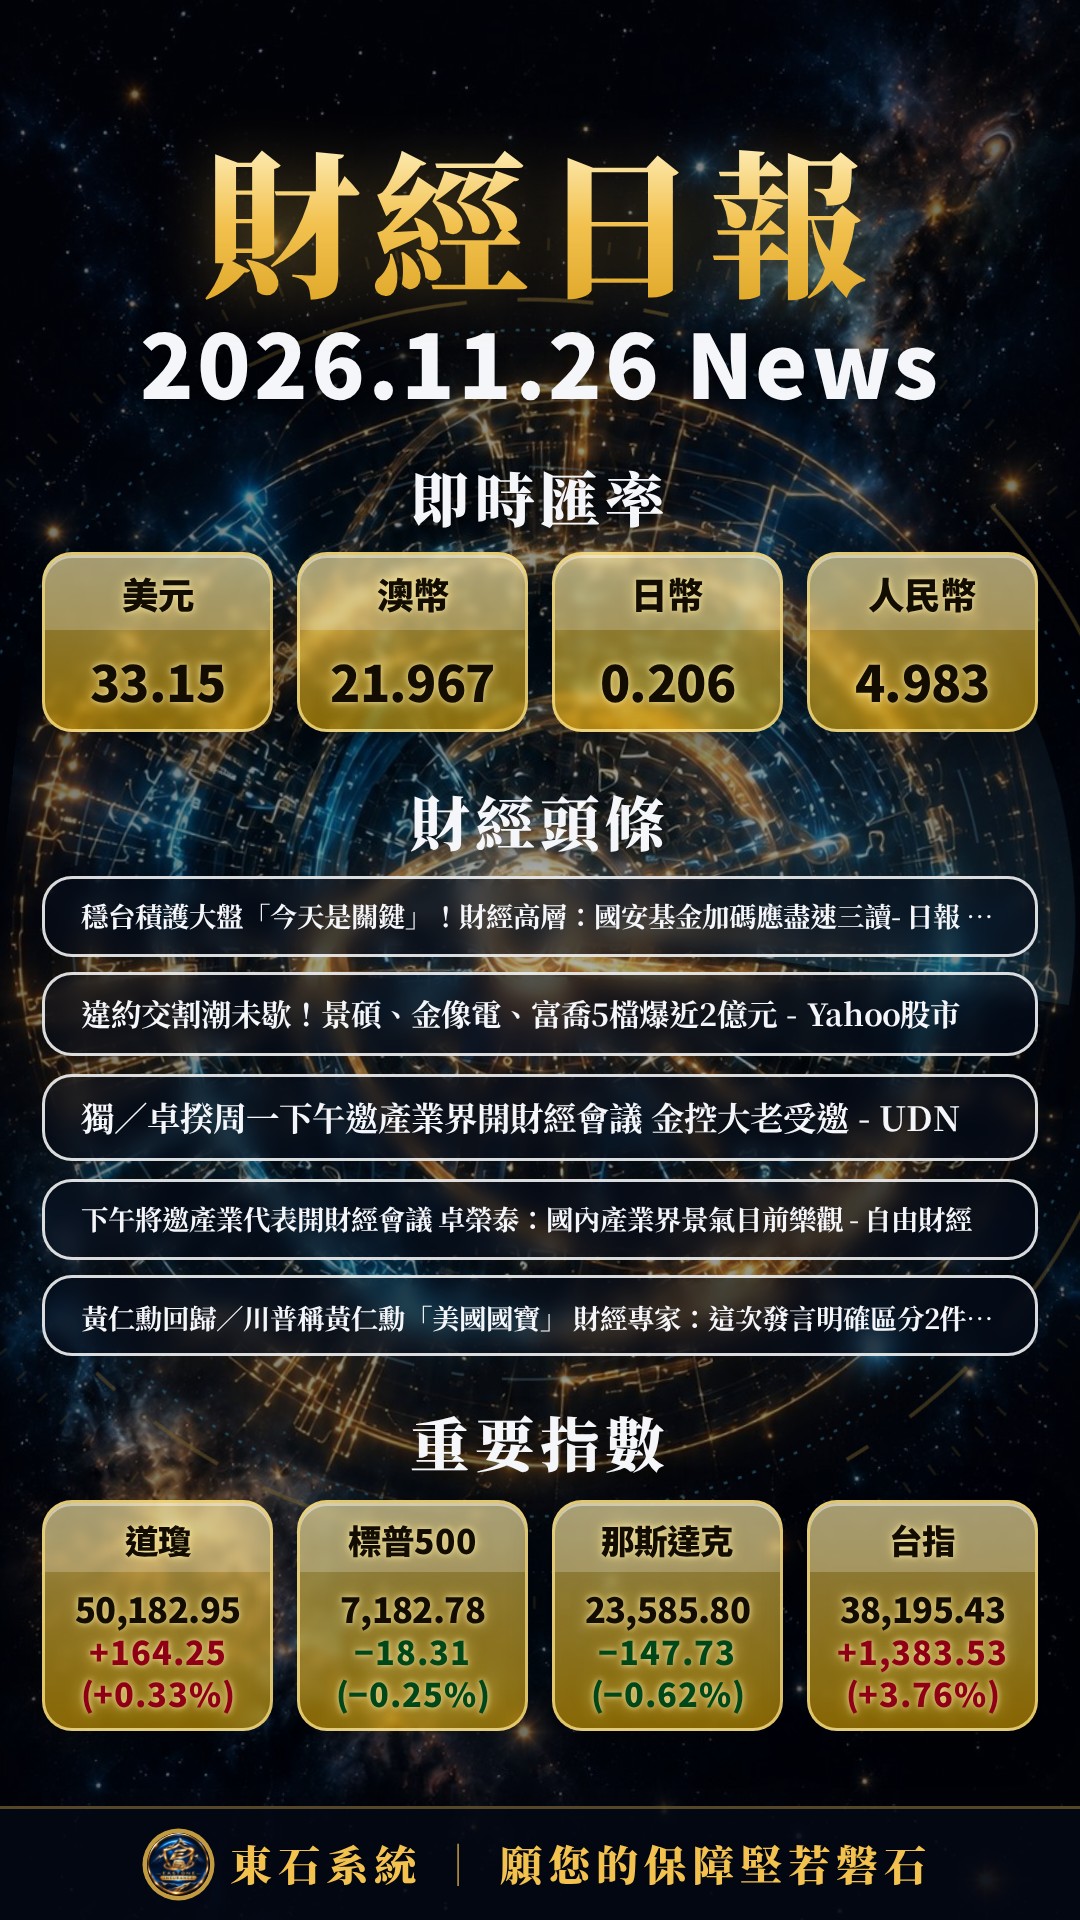 財經日報
2026.11.26 News
即時匯率
美元
33.15
澳幣
21.967
日幣
0.206
人民幣
4.983
財經頭條
穩台積護大盤「今天是關鍵」！財經高層：國安基金加碼應盡速三讀- 日報 …
違約交割潮未歇！景碩、金像電、富喬5檔爆近2億元 - Yahoo股市
獨／卓揆周一下午邀產業界開財經會議 金控大老受邀 - UDN
下午將邀產業代表開財經會議 卓榮泰：國內產業界景氣目前樂觀 - 自由財經
黃仁勳回歸／川普稱黃仁勳「美國國寶」 財經專家：這次發言明確區分2件…
重要指數
道瓊
50,182.95
+164.25
(+0.33%)
標普500
7,182.78
−18.31
(−0.25%)
那斯達克
23,585.80
−147.73
(−0.62%)
台指
38,195.43
+1,383.53
(+3.76%)
東石系統 ｜ 願您的保障堅若磐石